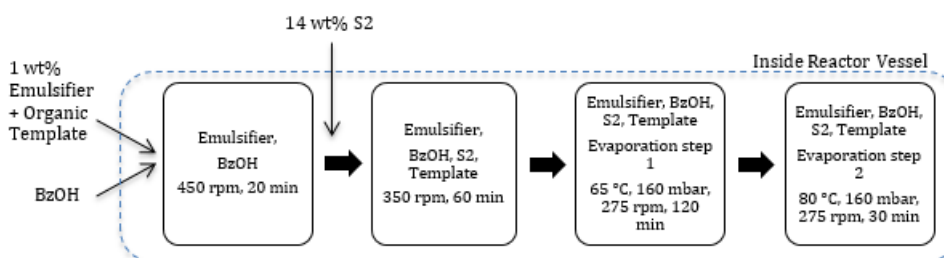 14 wt% S2
Inside Reactor Vessel
1 wt%
Emulsifier
+ Organic
Template
BzOH
Emulsifier,
BzOH
450 rpm, 20 min
Emulsifier,
BzOH, S2,
Template
350 rpm, 60 min
Emulsifier, BzOH,
S2, Template
Evaporation step
1
65 °C, 160 mbar,
275 rpm, 120
min
Emulsifier, BzOH,
S2, Template
Evaporation step
2
80 °C, 160 mbar,
275 rpm, 30 min